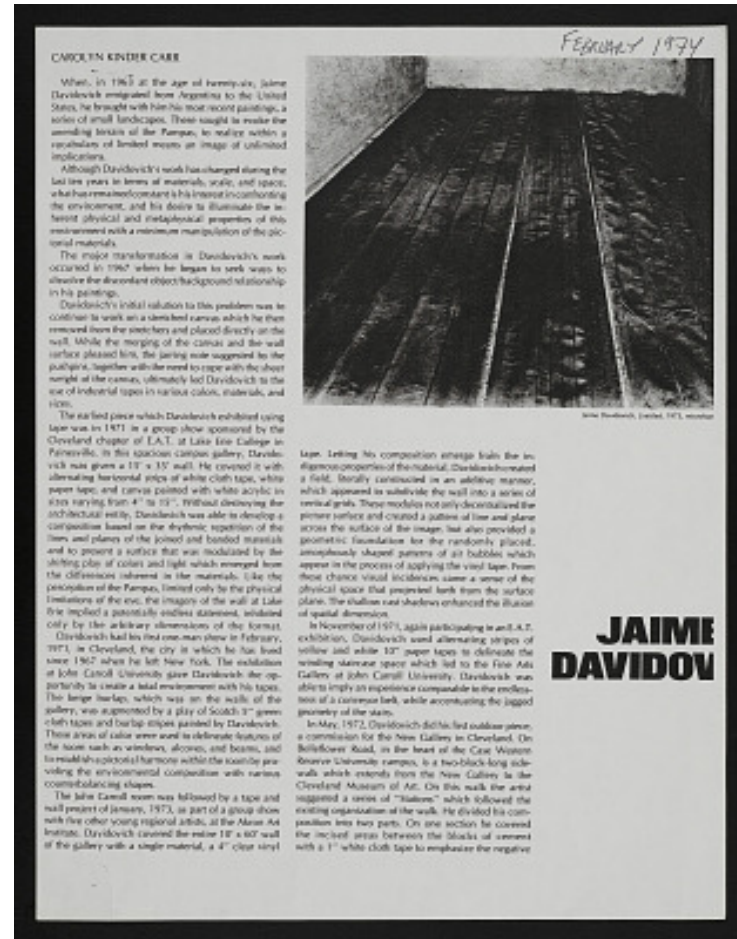 FEBRUARY 1974
CAROLYN KINDER CARR
When, in 1963 at the age of twenty-six, Jaime
Davidovich emigrated from Argentina to the United
States, he brought with him his most recent paintings, a
series of small landscapes. These sought to evoke the
unending terrain of the Pampas, to realize within a
vocabulary of limited means an image of unlimited
implications.
Although Davidovich's work has changed during the
last ten years in terms of materials, scale, and space,
what has remained constant is his interest in confronting
the environment, and his desire to illuminate the in-
herent physical and metaphysical properties of this
environment with a minimum manipulation of the pic-
torial materials.
The major transformation in Davidovich's work
occurred in 1967 when he began to seek ways to
dissolve the discordant object/background relationship
in his paintings.
Davidovich's initial solution to this problem was to
continue to work on a stretched canvas which he then
removed from the stretchers and placed directly on the
wall. While the merging of the canvas and the wall
surface pleased him, the jarring note suggested by the
pushpins, together with the need to cope with the sheer
weight of the canvas, ultimately led Davidovich to the
use of industrial tapes in various colors, materials, and
sizes.
The earliest piece which Davidovich exhibited using
tape was in 1971 in a group show sponsored by the
Cleveland chapter of E.A.T. at Lake Erie College in
Painesville. In this spacious campus gallery, Davido-
vich was given a 15' x 35' wall. He covered it with
alternating horizontal strips of white cloth tape, white
paper tape, and canvas painted with white acrylic in
sizes varying from 4" to 15". Without destroying the
architectural entity, Davidovich was able to develop a
composition based on the rhythmic repetition of the
lines and planes of the joined and banded materials
and to present a surface that was modulated by the
shifting play of colors and light which emerged from
the differences inherent in the materials. Like the
perception of the Pampas, limited only by the physical
limitations of the eye, the imagery of the wall at Lake
Erie implied a potentially endless statement, inhibited
only by the arbitrary dimensions of the format.
Davidovich had his first one-man show in February,
1971, in Cleveland, the city in which he has lived
since 1967 when he left New York. The exhibition
at John Carroll University gave Davidovich the op-
portunity to create a total environment with his tapes.
The beige burlap, which was on the walls of the
gallery, was augmented by a play of Scotch 5" green
cloth tapes and burlap stripes painted by Davidovich.
These areas of color were used to delineate features of
the room such as windows, alcoves, and beams, and
to establish a pictorial harmony within the room by pro-
viding the environmental composition with various
counterbalancing shapes.
The John Carroll room was followed by a tape and
wall project of January, 1973, as part of a group show
with five other young regional artists, at the Akron Art
Institute. Davidovich covered the entire 10' x 60' wall
of the gallery with a single material, a 4" clear vinyl
Jaime Davidovich, Untitled, 1973,
tape. Letting his composition emerge from the in-
digenous properties of the material, Davidovich created
a field, literally constructed in an additive manner,
which appeared to subdivide the wall into a series of
vertical grids. These modules not only decentralized the
picture surface and created a pattern of line and plane
across the surface of the image, but also provided a
geometric foundation for the randomly placed,
amorphously shaped patterns of air bubbles which
appear in the process of applying the vinyl tape. From
these chance visual incidences came a sense of the
physical space that projected forth from the surface
plane. The shallow cast shadows enhanced the illusion
of spatial dimension.
In November of 1971, again participating in an E.A.T.
exhibition, Davidovich used alternating stripes of
yellow and white 10" paper tapes to delineate the
winding staircase space which led to the Fine Arts
Gallery at John Carroll University. Davidovich was
able to imply an experience comparable to the endless-
ness of a conveyor belt, while accentuating the jagged
geometry of the stairs.
In May, 1972, Davidovich did his first outdoor piece,
a commission for the New Gallery in Cleveland. On
Bellflower Road, in the heart of the Case Western
Reserve University campus, is a two-block-long side-
walk which extends from the New Gallery to the
Cleveland Museum of Art. On this walk the artist
suggested a series of "Stations" which followed the
existing organization of the walk. He divided his com-
position into two parts. On one section he covered
the incised areas between the blocks of cement
with a 1" white cloth tape to emphasize the negative
JAIME
DAVIDOV